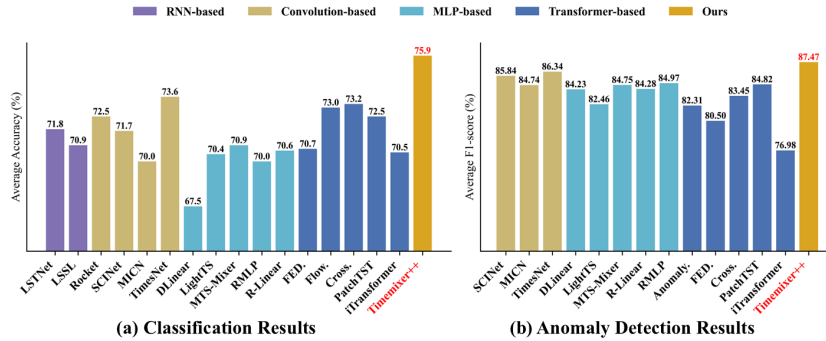 RNN-based Convolution-based MLP-based Transformer-based Ours
Average Accuracy (%)
71.8 70.9 72.5 71.7 70.0 73.6 67.5 70.4 70.9 70.0 70.6 70.7 73.0 73.2 72.5 70.5 75.9
LSTNet LSSL Rocket SCINet MICN TimesNet DLinear LightTS MTS-Mixer RMLP R-Linear FED. Flow. Cross. PatchTST iTransformer Timemixer++
(a) Classification Results
Average F1-score (%)
85.84 84.74 86.34 84.23 82.46 84.75 84.28 84.97 82.31 80.50 83.45 84.82 76.98 87.47
SCINet MICN TimesNet DLinear LightTS MTS-Mixer R-Linear RMLP Anomaly. FED. Cross. PatchTST iTransformer Timemixer++
(b) Anomaly Detection Results